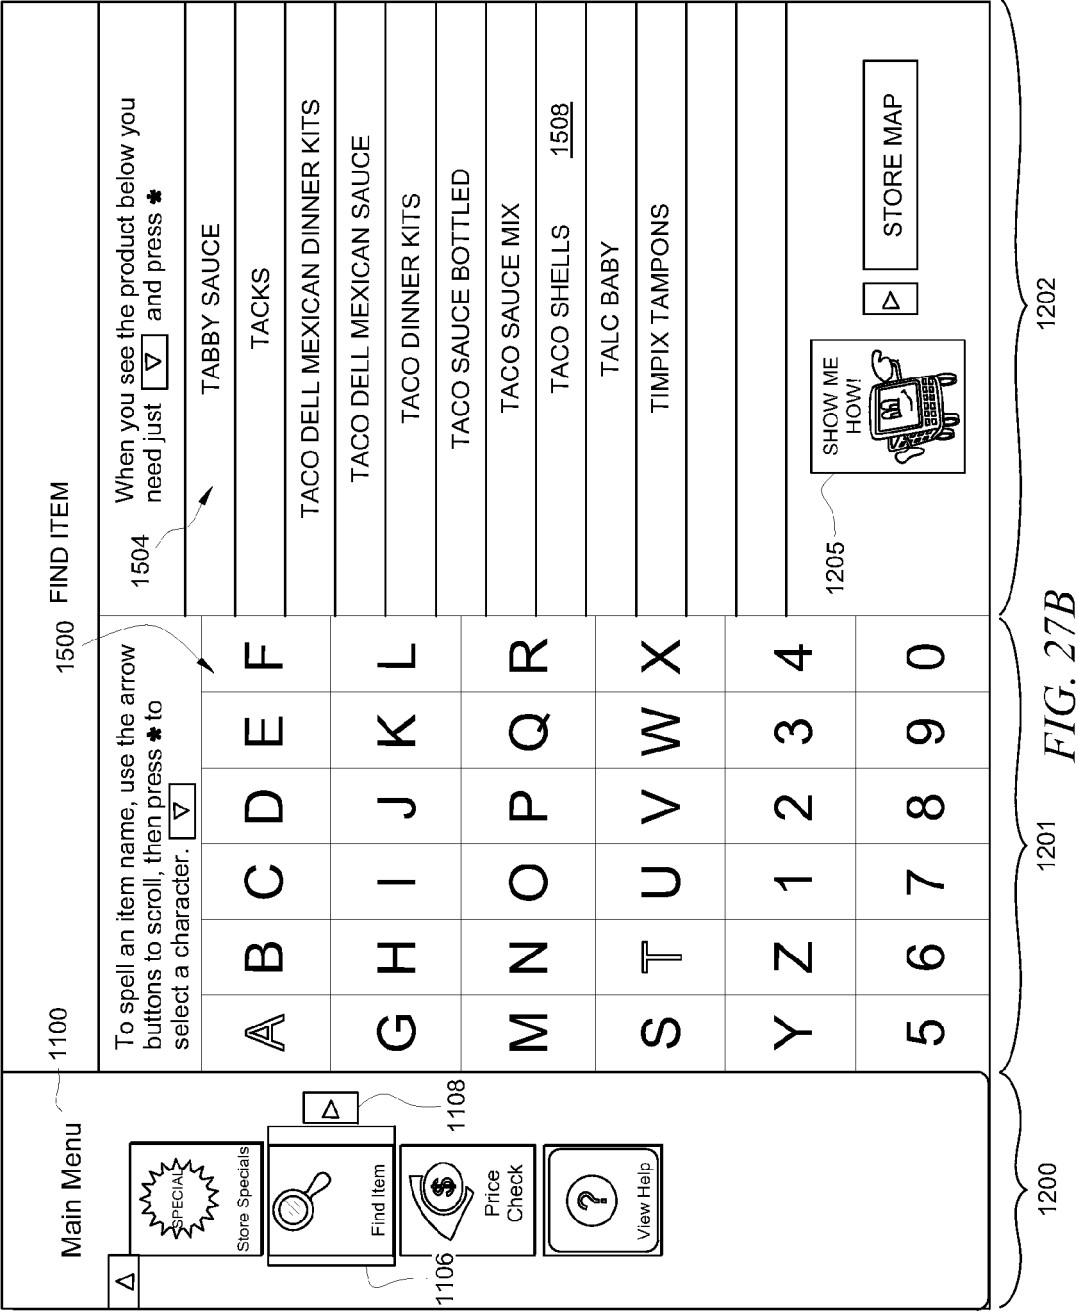 1100
Main Menu
SPECIAL
Store Specials
Find Item
1108
1106
$
Price
Check
?
View Help
1200
FIND ITEM
1500
To spell an item name, use the arrow
buttons to scroll, then press ✱ to
select a character.
A B C D E F
G H I J K L
M N O P Q R
S T U V W X
Y Z 1 2 3 4
5 6 7 8 9 0
1201
When you see the product below you
need just and press ✱
1504
TABBY SAUCE
TACKS
TACO DELL MEXICAN DINNER KITS
TACO DELL MEXICAN SAUCE
TACO DINNER KITS
TACO SAUCE BOTTLED
TACO SAUCE MIX
TACO SHELLS 1508
TALC BABY
TIMPIX TAMPONS
1205
SHOW ME
HOW!
STORE MAP
1202
FIG. 27B